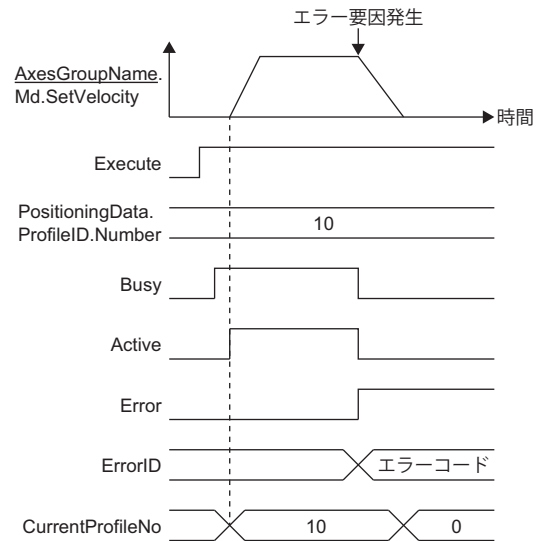 エラー要因発生
AxesGroupName.
Md.SetVelocity
時間
Execute
PositioningData.
ProfileID.Number
10
Busy
Active
Error
ErrorID
エラーコード
CurrentProfileNo
10
0